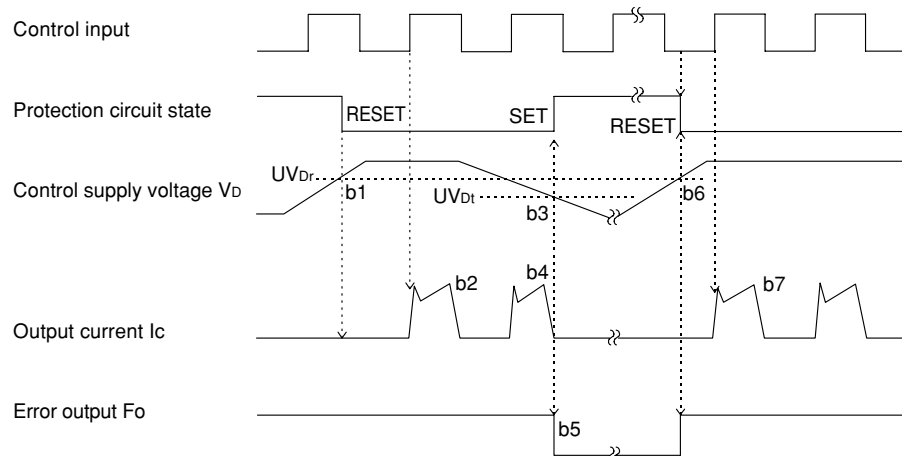 Control input
Protection circuit state
RESET
SET
RESET
Control supply voltage VD
UVDr
b1
UVDt
b3
b6
b2
b4
b7
Output current Ic
Error output Fo
b5